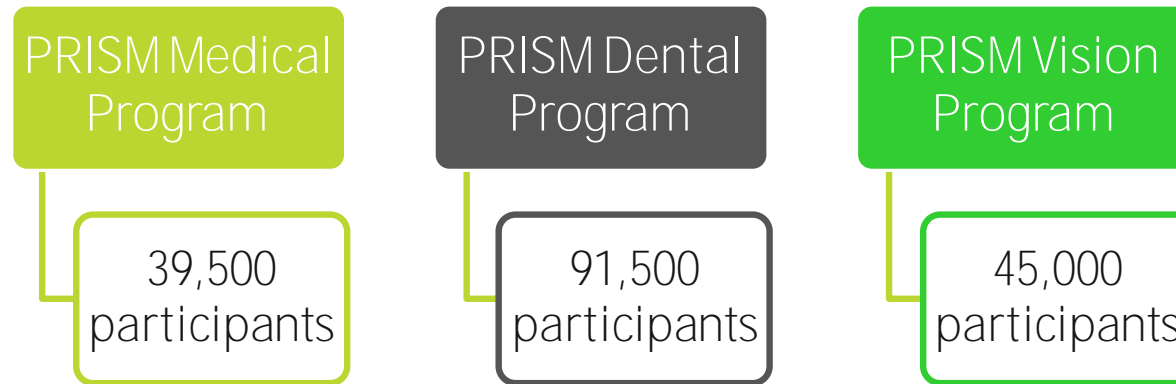 PRISM Medical
Program
39,500
participants
PRISM Dental
Program
91,500
participants
PRISM Vision
Program
45,000
participants